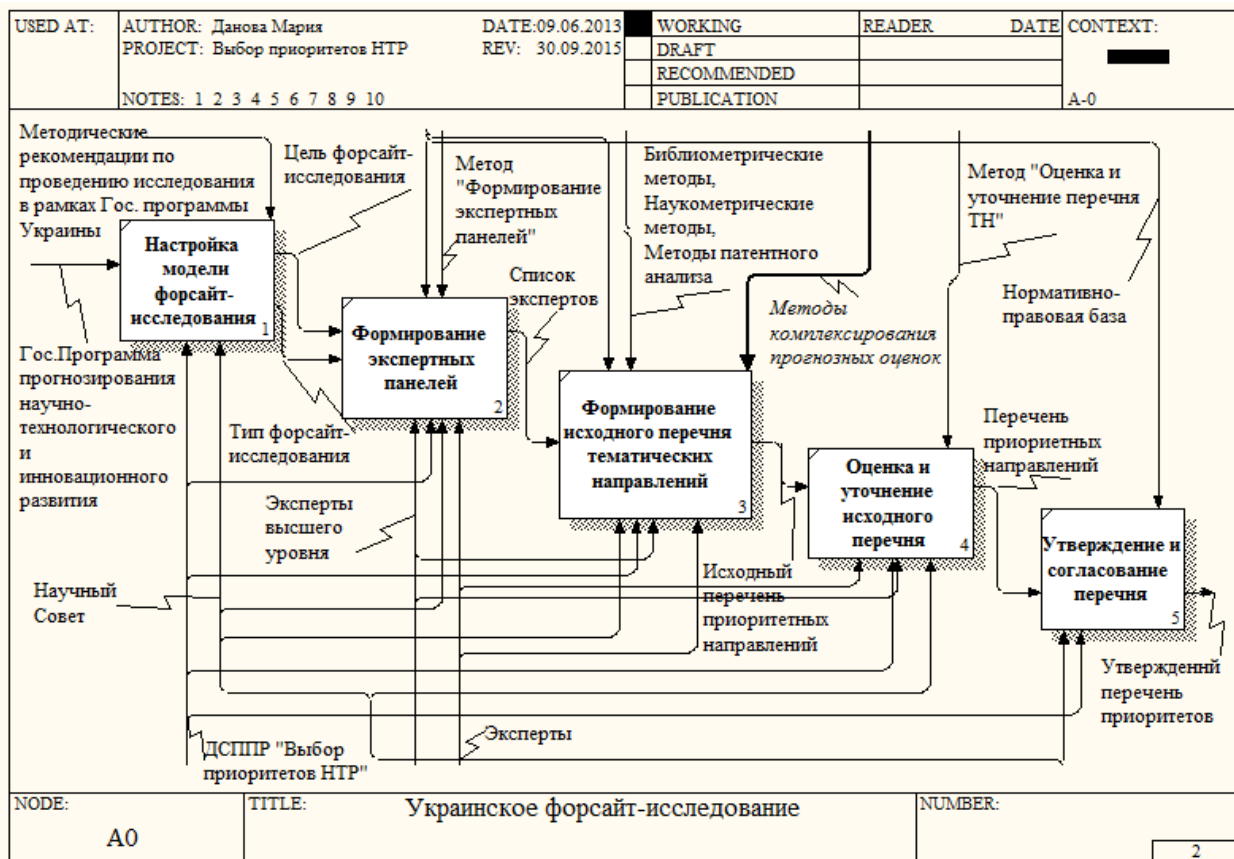 USED AT:
AUTHOR: Данова Мария
DATE:09.06.2013
WORKING
READER
DATE
CONTEXT:
PROJECT: Выбор приоритетов НТР
REV: 30.09.2015
DRAFT
RECOMMENDED
NOTES: 1 2 3 4 5 6 7 8 9 10
PUBLICATION
A-0
Методические
рекомендации по
проведению исследования
в рамках Гос. программы
Украины
Цель форсайт-
исследования
Метод
"Формирование
экспертных
панелей"
Библиометрические
методы,
Наукометрические
методы,
Методы патентного
анализа
Метод "Оценка и
уточнение перечня
ТН"
Настройка
модели
форсайт-
исследования
1
Список
экспертов
Методы
комплексирования
прогнозных оценок
Нормативно-
правовая база
Формирование
экспертных
панелей
2
Гос.Программа
прогнозирования
научно-
технологического
и
инновационного
развития
Тип форсайт-
исследования
Формирование
исходного перечня
тематических
направлений
3
Перечень
приориетных
направлений
Оценка и
уточнение
исходного
перечня
4
Эксперты
высшего
уровня
Утверждение и
согласование
перечня
5
Научный
Совет
Исходный
перечень
приоритетных
направлений
Утвержденнй
перечень
приоритетов
ДСППР "Выбор
приоритетов НТР"
Эксперты
NODE:
A0
TITLE:
Украинское форсайт-исследование
NUMBER:
2